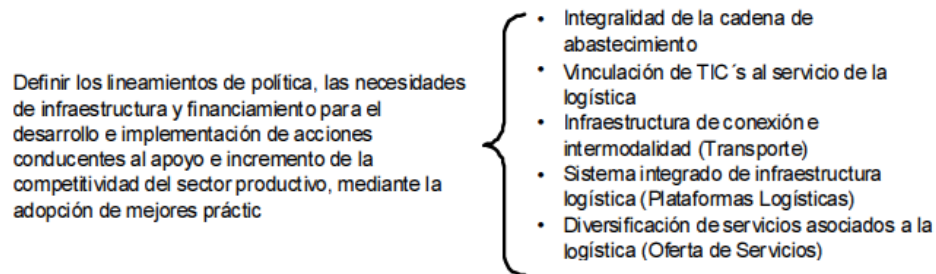 Definir los lineamientos de política, las necesidades
de infraestructura y financiamiento para el
desarrollo e implementación de acciones
conducentes al apoyo e incremento de la
competitividad del sector productivo, mediante la
adopción de mejores práctic
• Integralidad de la cadena de
abastecimiento
• Vinculación de TIC´s al servicio de la
logística
• Infraestructura de conexión e
intermodalidad (Transporte)
• Sistema integrado de infraestructura
logística (Plataformas Logísticas)
• Diversificación de servicios asociados a la
logística (Oferta de Servicios)